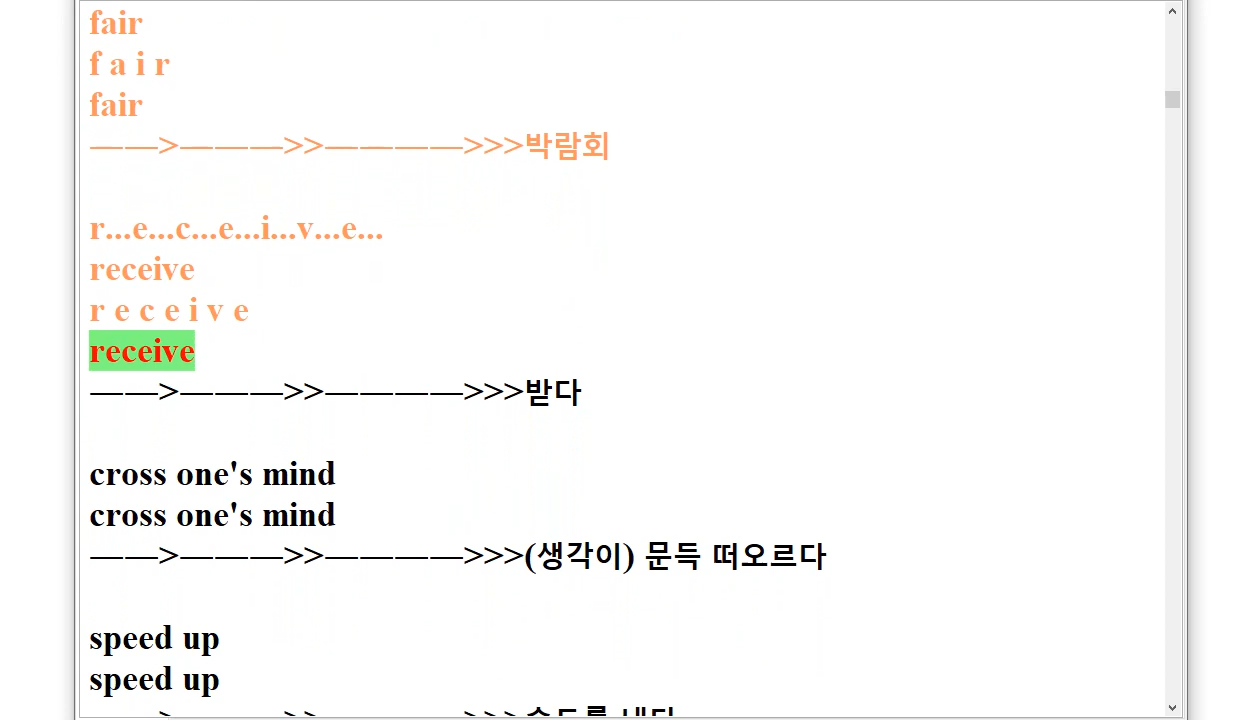 fair
f a i r
fair
——>———>>————>>>박람회
r...e...c...e...i...v...e...
receive
r e c e i v e
receive
——>———>>————>>>받다
cross one's mind
cross one's mind
——>———>>————>>>(생각이) 문득 떠오르다
speed up
speed up